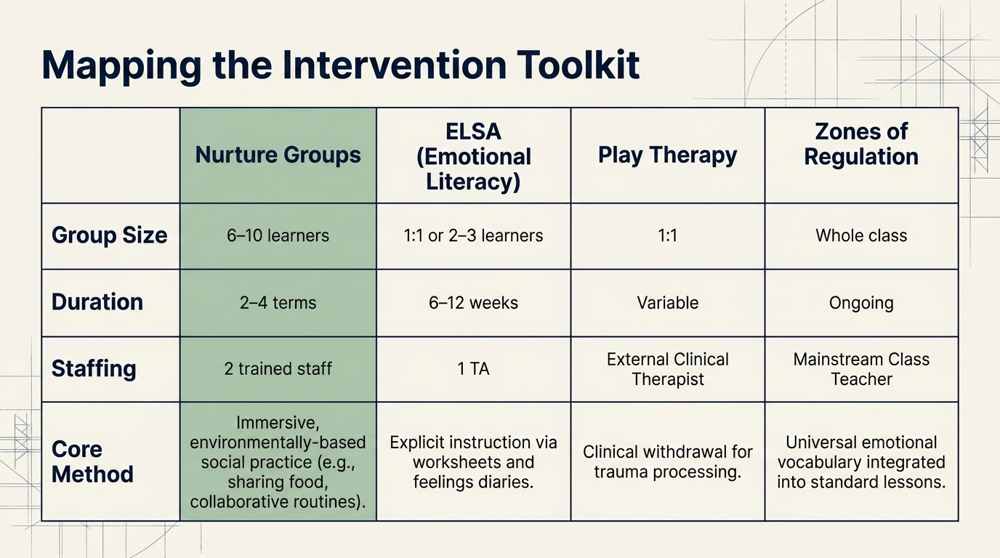 Mapping the Intervention Toolkit
Nurture Groups
ELSA
(Emotional
Literacy)
Play Therapy
Zones of
Regulation
Group Size
6–10 learners
1:1 or 2–3 learners
1:1
Whole class
Duration
2–4 terms
6–12 weeks
Variable
Ongoing
Staffing
2 trained staff
1 TA
External Clinical
Therapist
Mainstream Class
Teacher
Core
Method
Immersive,
environmentally-based
social practice (e.g.,
sharing food,
collaborative routines).
Explicit instruction via
worksheets and
feelings diaries.
Clinical withdrawal for
trauma processing.
Universal emotional
vocabulary integrated
into standard lessons.